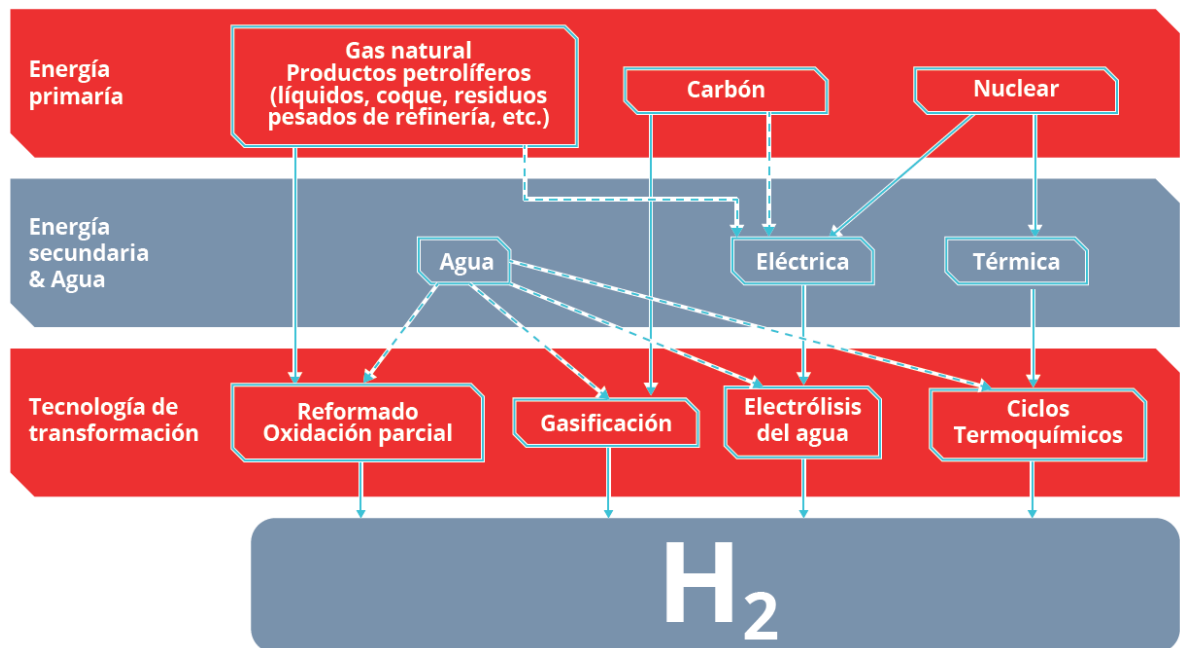 Energía
primaría
Gas natural
Productos petrolíferos
(líquidos, coque, residuos
pesados de refinería, etc.)
Carbón
Nuclear
Energía
secundaria
& Agua
Agua
Eléctrica
Térmica
Tecnología de
transformación
Reformado
Oxidación parcial
Gasificación
Electrólisis
del agua
Ciclos
Termoquímicos
H2